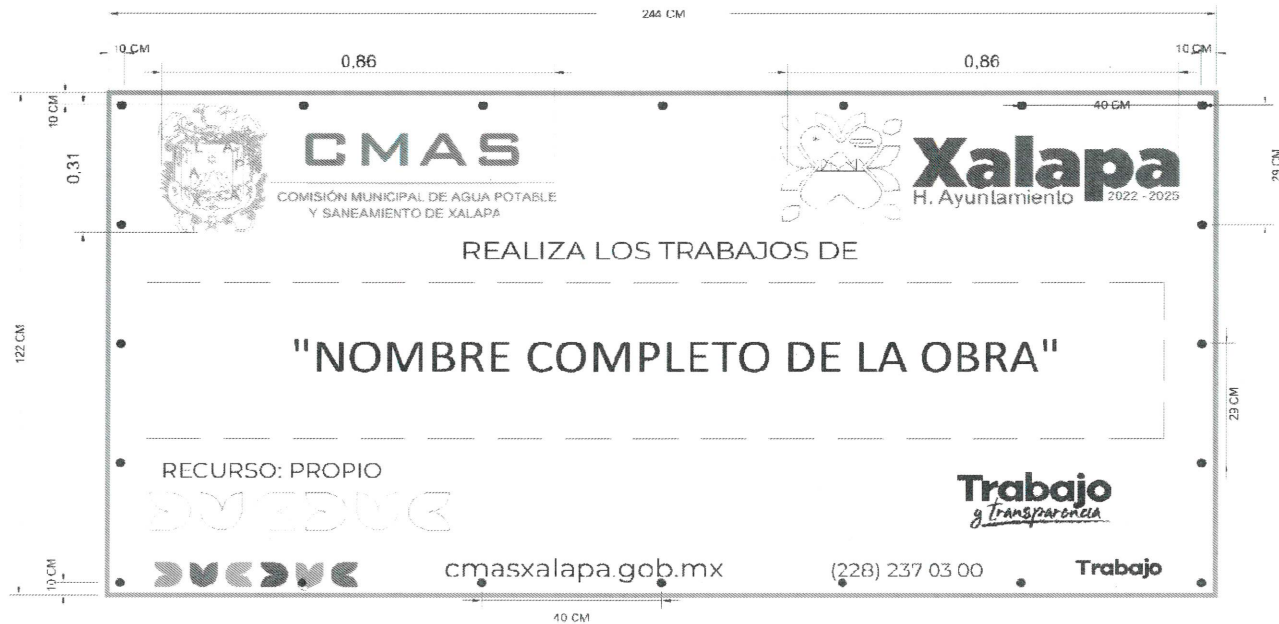 244 CM
10 CM
0,86
0,86
10 CM
10 CM
40 CM
0,31
29 CM
CMAS
COMISIÓN MUNICIPAL DE AGUA POTABLE
Y SANEAMIENTO DE XALAPA
Xalapa
H. Ayuntamiento 2022 - 2025
REALIZA LOS TRABAJOS DE
122 CM
"NOMBRE COMPLETO DE LA OBRA"
29 CM
RECURSO: PROPIO
Trabajo
y transparencia
10 CM
cmasxalapa.gob.mx
(228) 237 03 00
Trabajo
40 CM